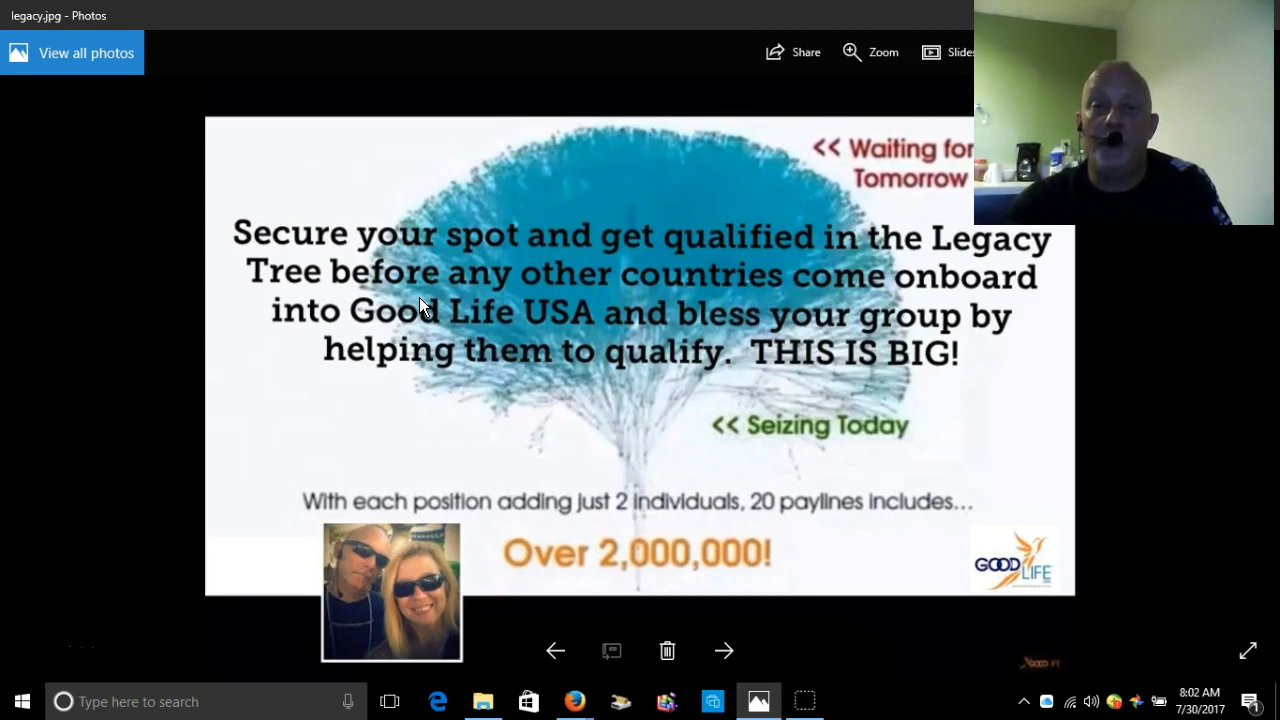 legacy.jpg - Photos
View all photos
Share
Zoom
Slides
<< Waiting for
Tomorrow
Secure your spot and get qualified in the Legacy
Tree before any other countries come onboard
into Good Life USA and bless your group by
helping them to qualify. THIS IS BIG!
<< Seizing Today
With each position adding just 2 individuals, 20 paylines includes...
Over 2,000,000!
GOOD LIFE
Type here to search
8:02 AM
7/30/2017
1